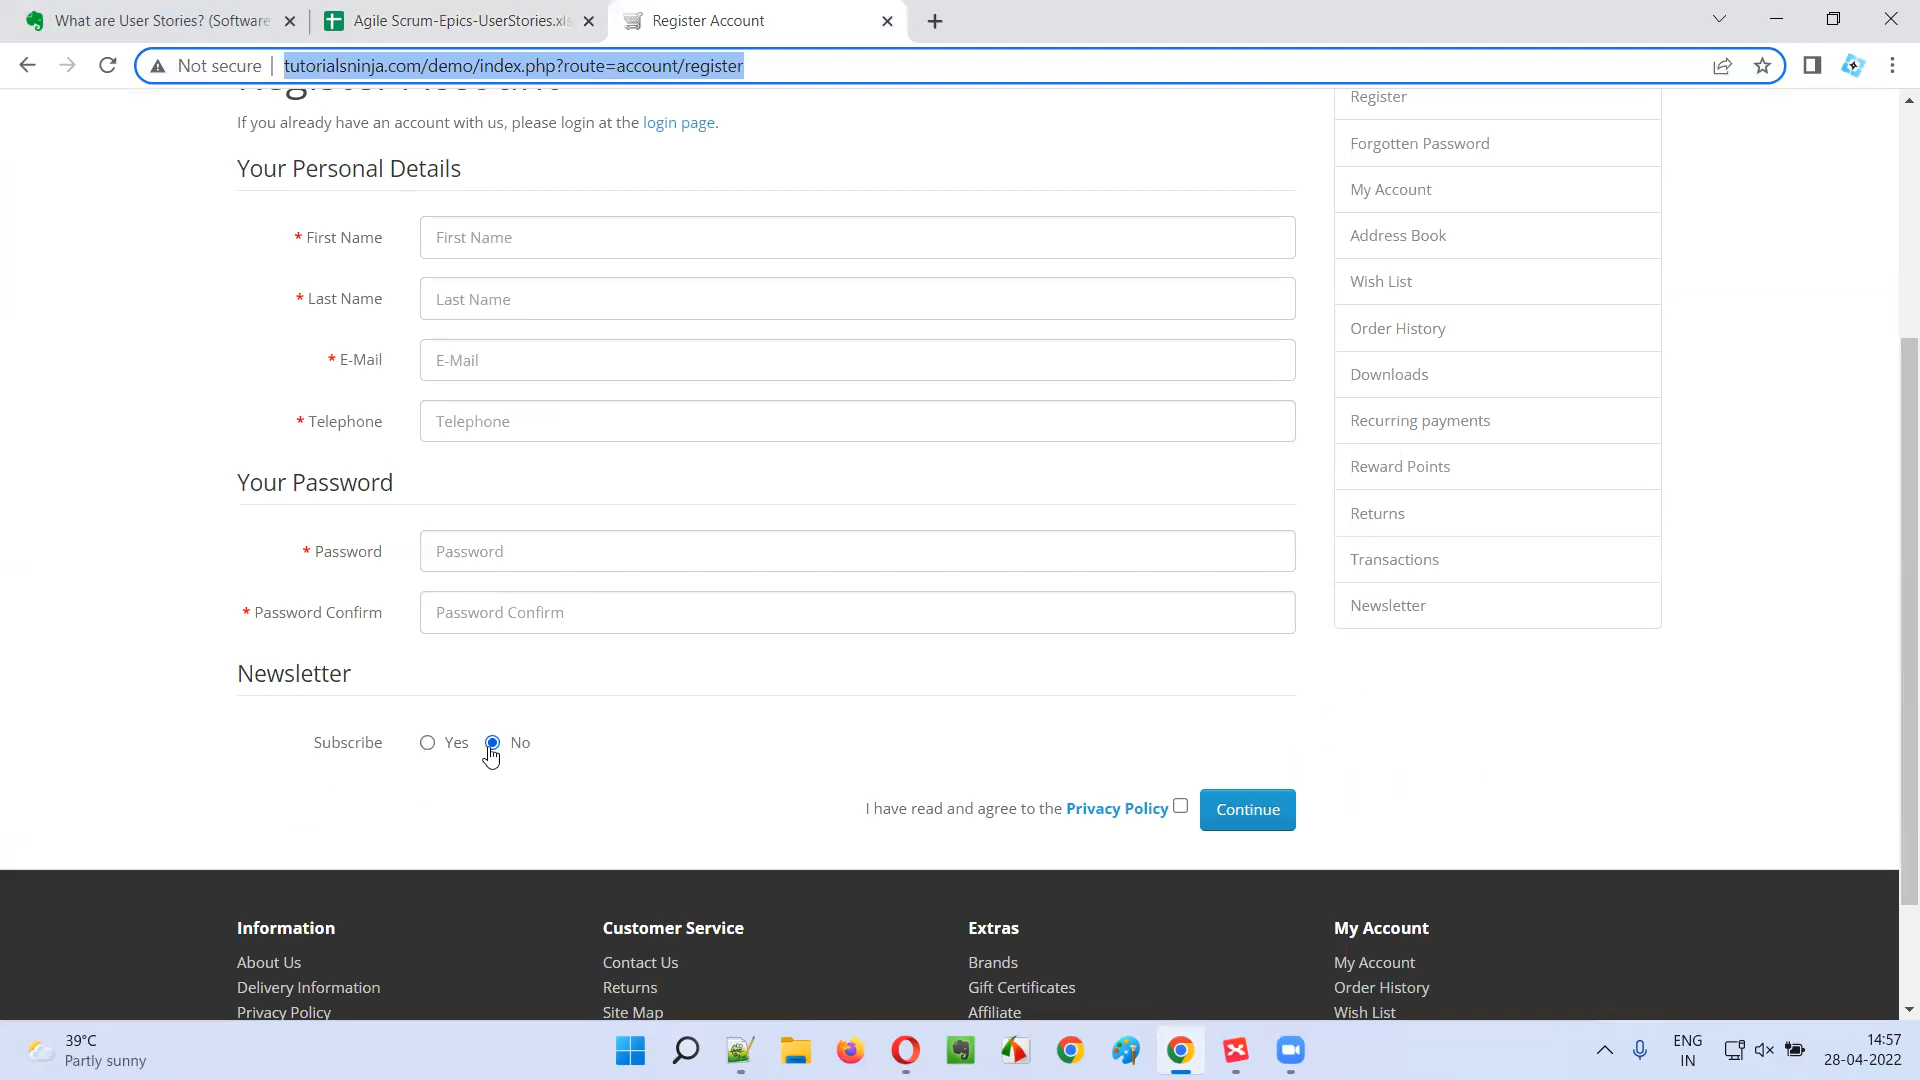 What are User Stories? (Software
Agile Scrum-Epics-UserStories.xls
Register Account
Not secure
tutorialsninja.com/demo/index.php?route=account/register
Register Account
If you already have an account with us, please login at the login page.
Your Personal Details
* First Name
First Name
* Last Name
Last Name
* E-Mail
E-Mail
* Telephone
Telephone
Your Password
* Password
Password
* Password Confirm
Password Confirm
Newsletter
Subscribe
Yes
No
I have read and agree to the Privacy Policy
Continue
Register
Forgotten Password
My Account
Address Book
Wish List
Order History
Downloads
Recurring payments
Reward Points
Returns
Transactions
Newsletter
Information
About Us
Delivery Information
Privacy Policy
Customer Service
Contact Us
Returns
Site Map
Extras
Brands
Gift Certificates
Affiliate
My Account
My Account
Order History
Wish List
39°C
Partly sunny
ENG
IN
14:57
28-04-2022